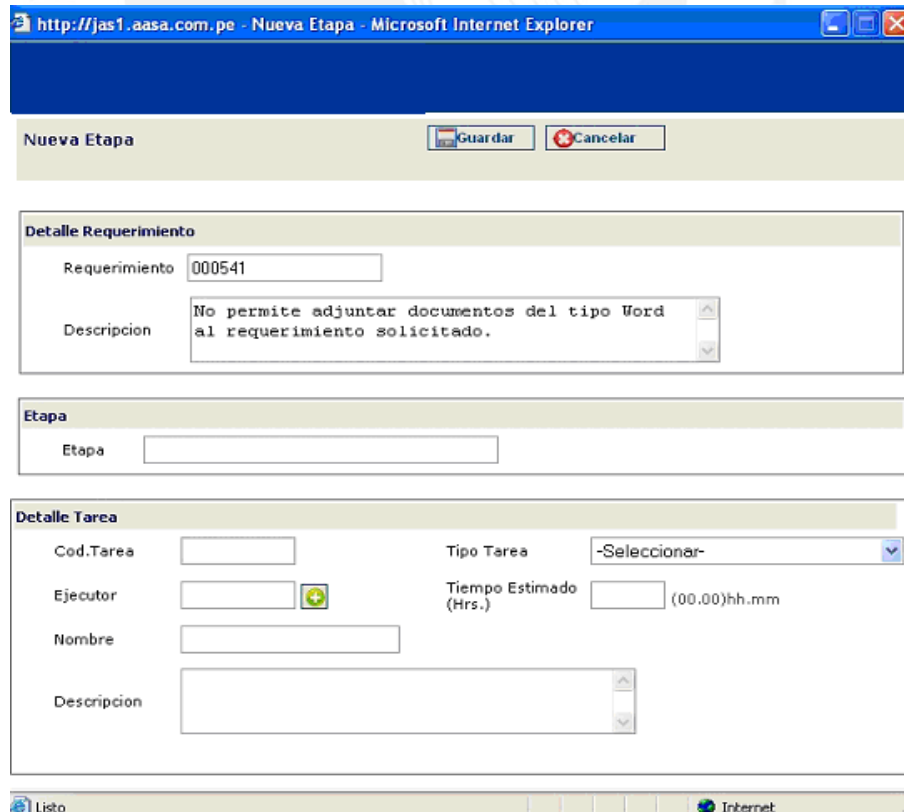 http://jas1.aasa.com.pe - Nueva Etapa - Microsoft Internet Explorer
Nueva Etapa
Guardar
Cancelar
Detalle Requerimiento
Requerimiento 000541
Descripcion
No permite adjuntar documentos del tipo Word
al requerimiento solicitado.
Etapa
Etapa
Detalle Tarea
Cod.Tarea
Tipo Tarea -Seleccionar-
Ejecutor
Tiempo Estimado
(Hrs.) (00.00)hh.mm
Nombre
Descripcion
Listo
Internet